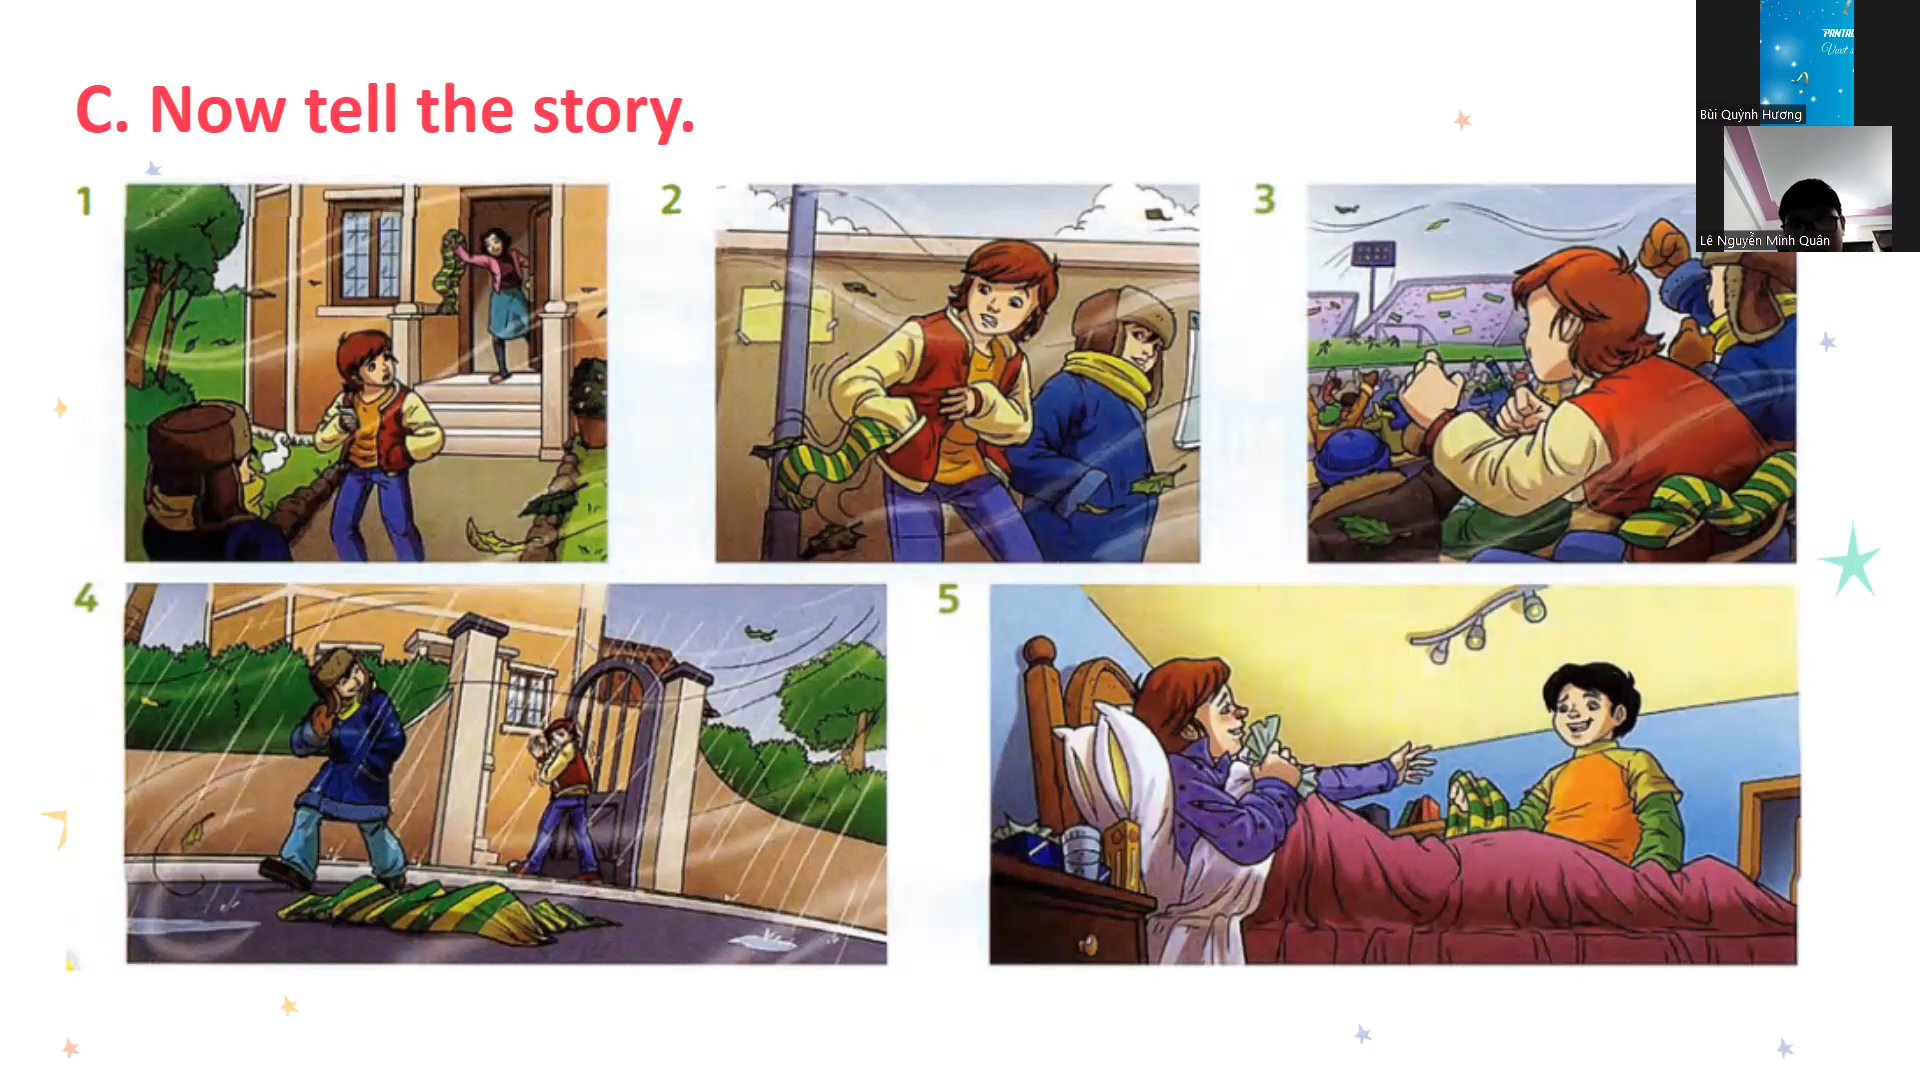 C. Now tell the story.
1
2
3
4
5
Bùi Quỳnh Hương
Lê Nguyễn Minh Quân